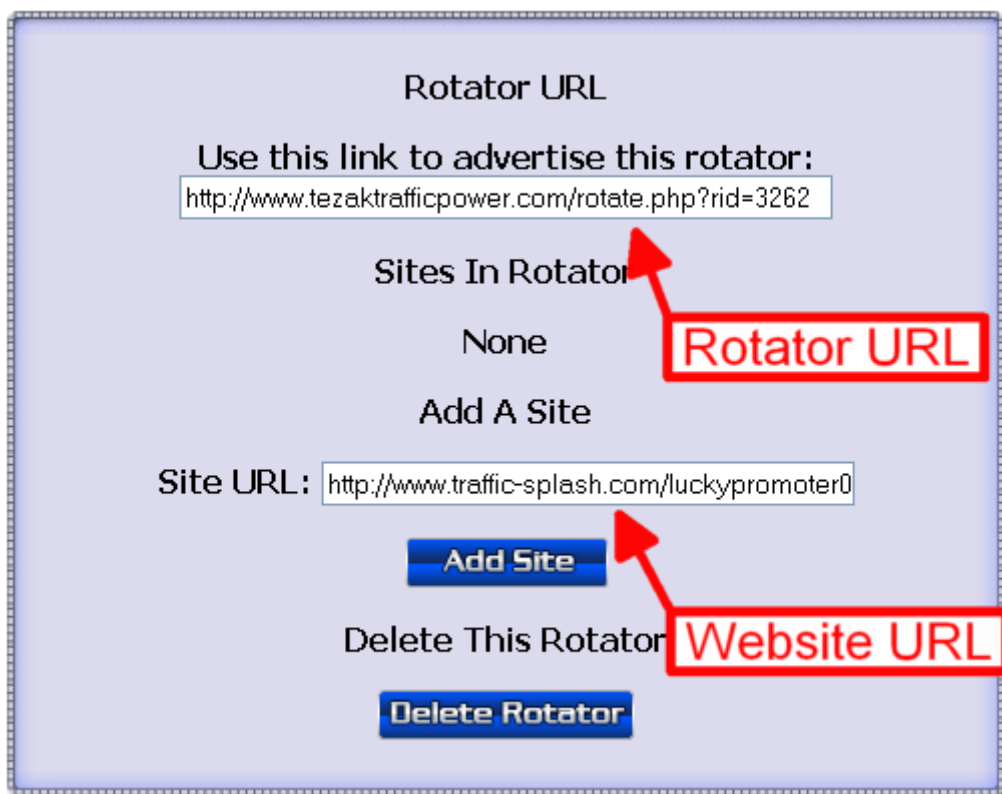 Rotator URL
Use this link to advertise this rotator:
http://www.tezaktrafficpower.com/rotate.php?rid=3262
Sites In Rotator
None
Rotator URL
Add A Site
Site URL: http://www.traffic-splash.com/luckypromoter0
Add Site
Delete This Rotator
Website URL
Delete Rotator